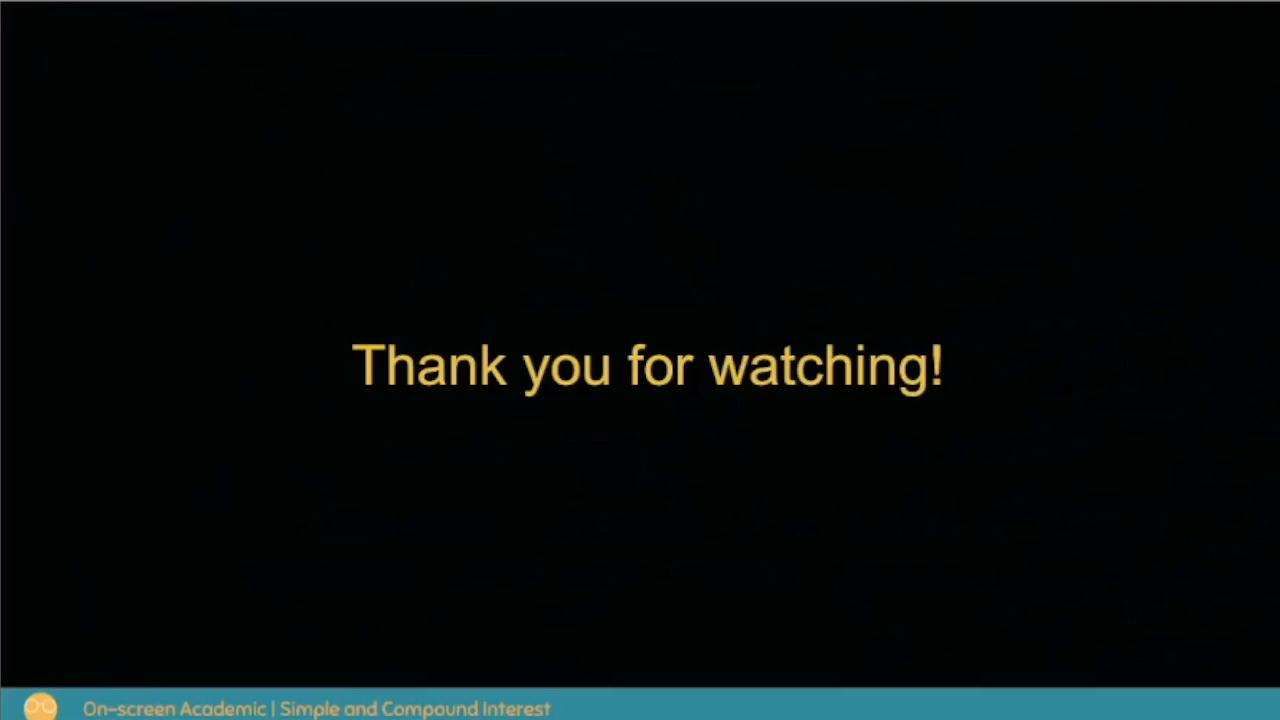 Thank you for watching!
On-screen Academic | Simple and Compound Interest